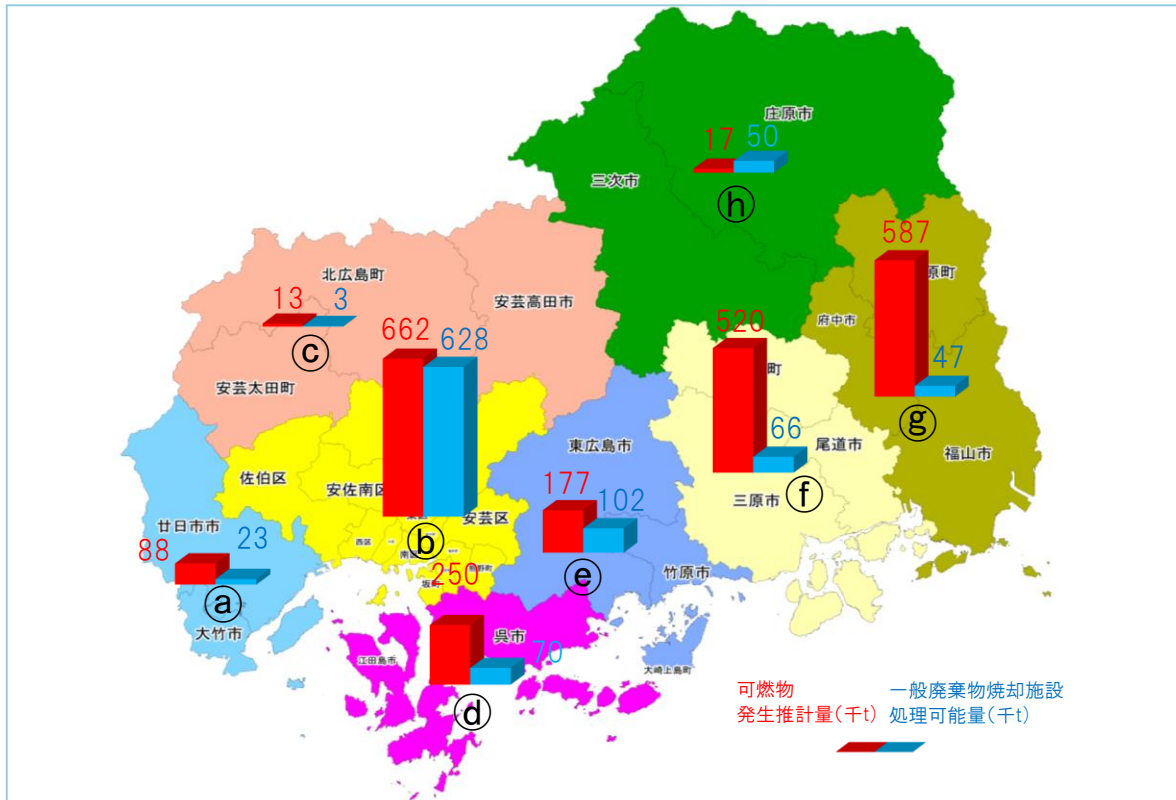 庄原市
17
50
三次市
ⓗ
587
原町
北広島町
13
3
安芸高田市
府中市
520
町
662
628
ⓒ
47
安芸太田町
ⓖ
66
尾道市
福山市
東広島市
佐伯区
安佐南区
177
三原市
ⓕ
102
安芸区
廿日市市
ⓑ
西区
南区
88
23
坂町
熊野町
250
ⓔ
竹原市
ⓐ
大竹市
呉市
70
江田島市
大崎上島町
ⓓ
可燃物
発生推計量(千t)
一般廃棄物焼却施設
処理可能量(千t)